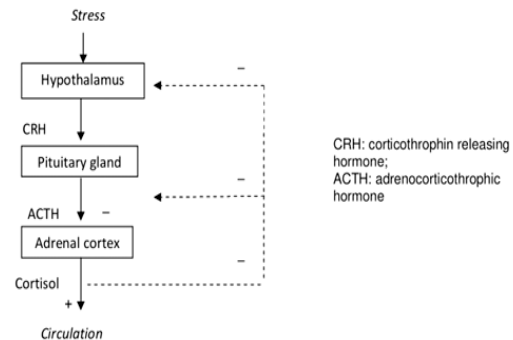 Stress
–
Hypothalamus
CRH
CRH: corticothrophin releasing
hormone;
ACTH: adrenocorticothrophic
hormone
Pituitary gland
–
ACTH –
Adrenal cortex
–
Cortisol
+
Circulation